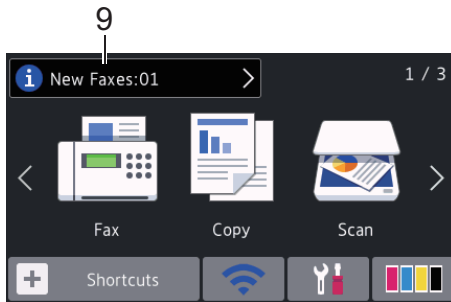 9
i New Faxes:01 >
1 / 3
< >
Fax Copy Scan
+ Shortcuts